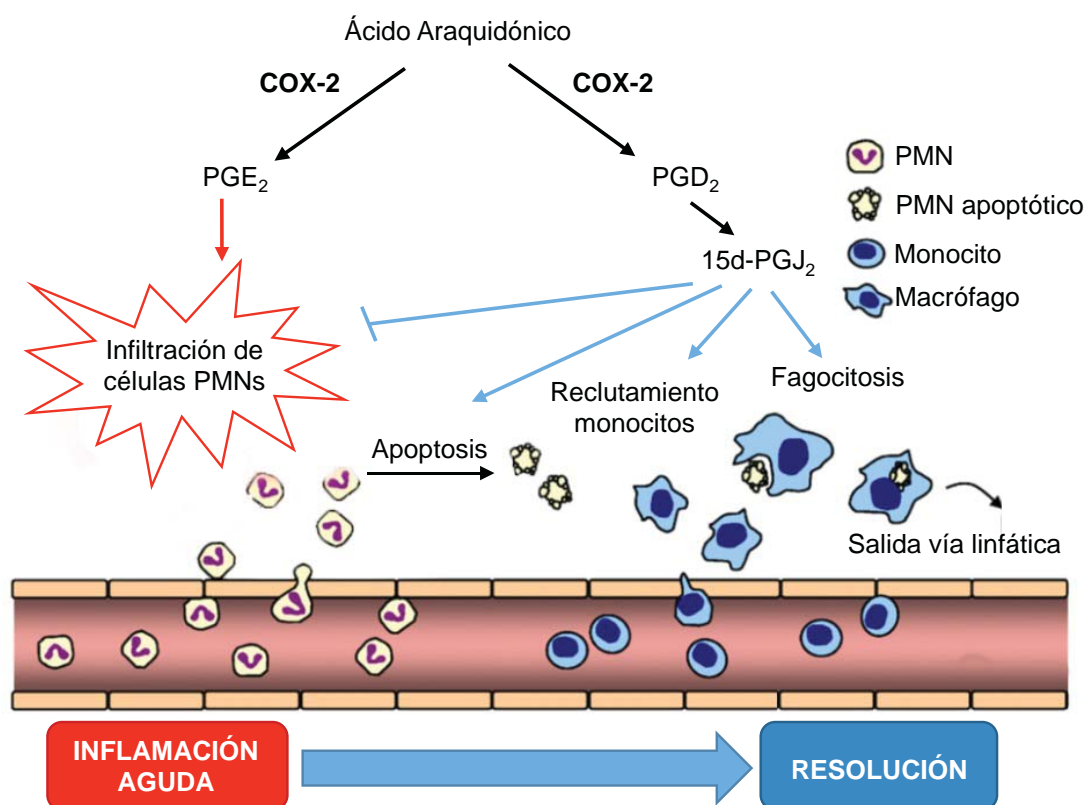 Ácido Araquidónico
COX-2
COX-2
PGE₂
PGD₂
15d-PGJ₂
PMN
PMN apoptótico
Monocito
Macrófago
Infiltración de
células PMNs
Reclutamiento
monocitos
Fagocitosis
Apoptosis
Salida vía linfática
INFLAMACIÓN
AGUDA
RESOLUCIÓN